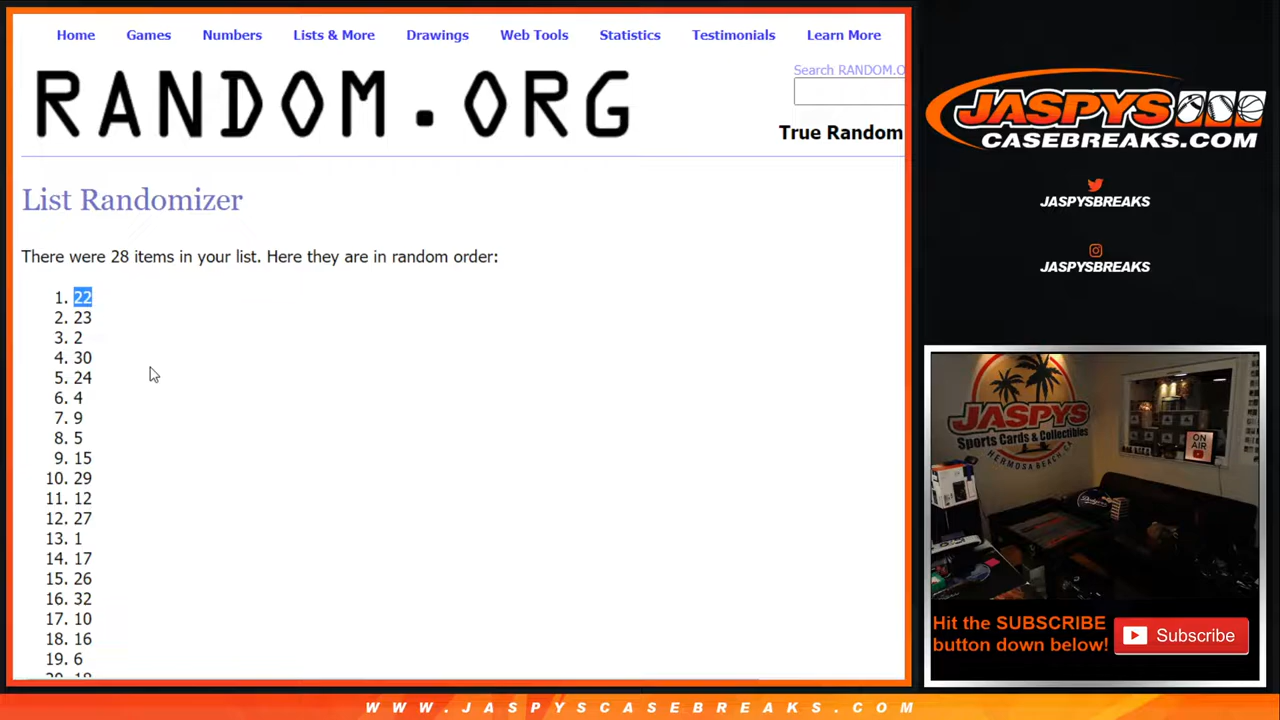 Home Games Numbers Lists & More Drawings Web Tools Statistics Testimonials Learn More
RANDOM.ORG
Search RANDOM.O
True Random
List Randomizer
There were 28 items in your list. Here they are in random order:
1. 22
2. 23
3. 2
4. 30
5. 24
6. 4
7. 9
8. 5
9. 15
10. 29
11. 12
12. 27
13. 1
14. 17
15. 26
16. 32
17. 10
18. 16
19. 6
JASPYS
CASEBREAKS.COM
JASPYSBREAKS
JASPYSBREAKS
JASPYS
Sports Cards & Collectibles
HERMOSA BEACH, CA
ON
AIR
Hit the SUBSCRIBE
button down below!
Subscribe
WWW.JASPYSCASEBREAKS.COM